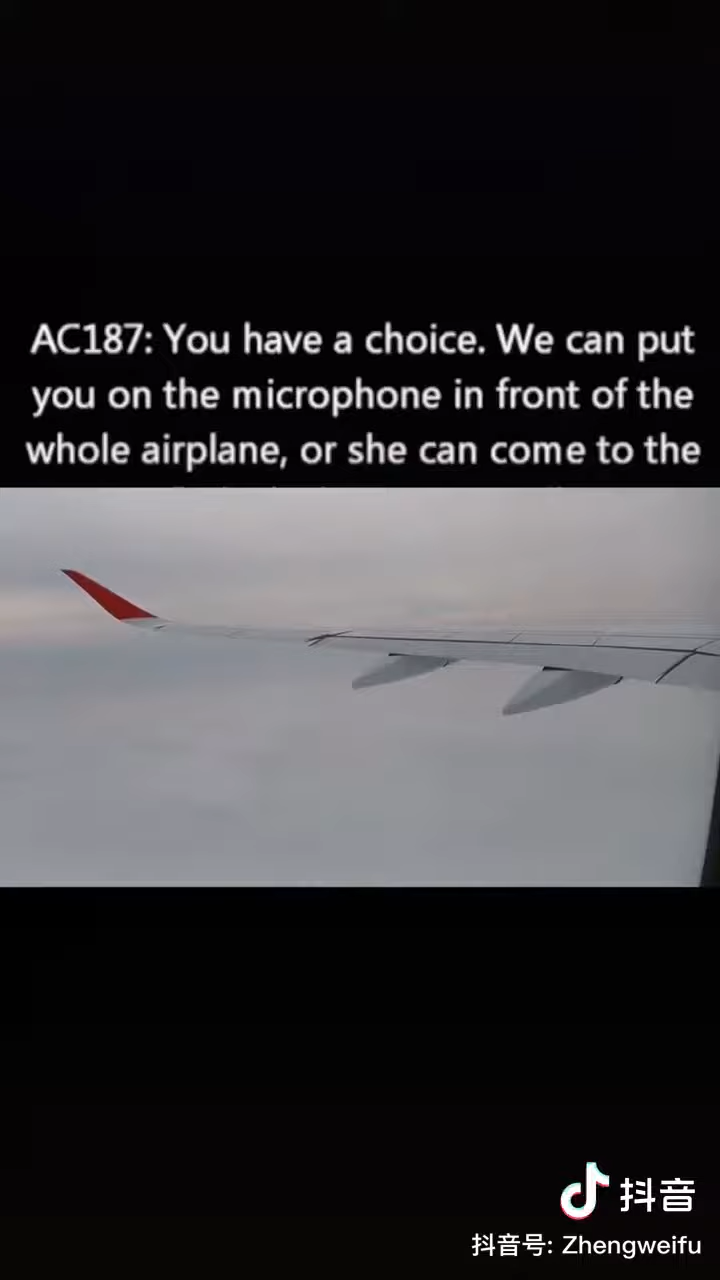 AC187: You have a choice. We can put
you on the microphone in front of the
whole airplane, or she can come to the
抖音
抖音号: Zhengweifu